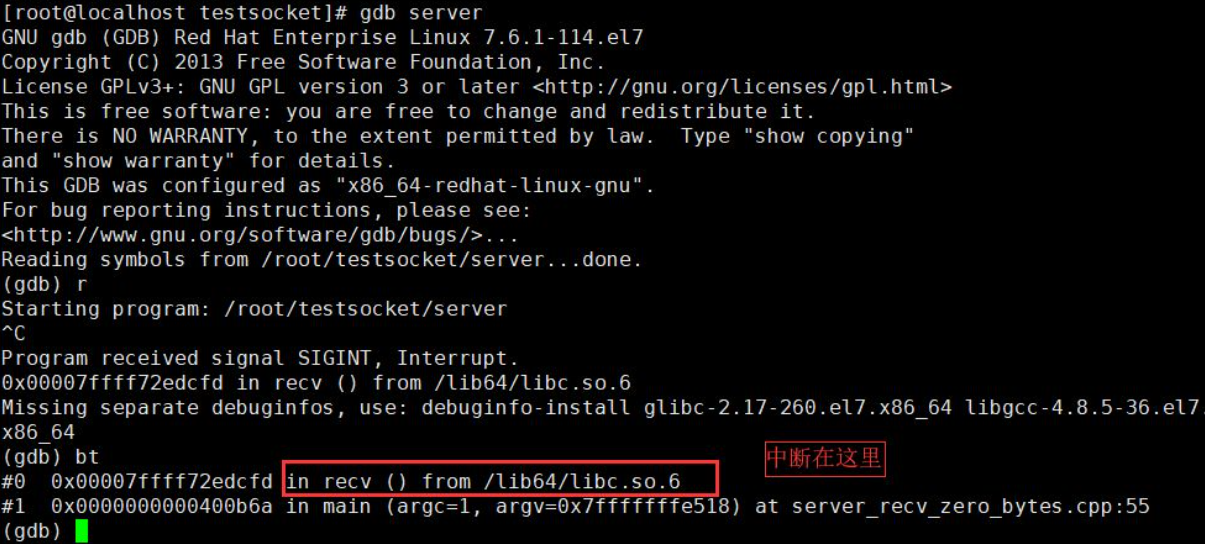 [root@localhost testsocket]# gdb server
GNU gdb (GDB) Red Hat Enterprise Linux 7.6.1-114.el7
Copyright (C) 2013 Free Software Foundation, Inc.
License GPLv3+: GNU GPL version 3 or later <http://gnu.org/licenses/gpl.html>
This is free software: you are free to change and redistribute it.
There is NO WARRANTY, to the extent permitted by law.  Type "show copying"
and "show warranty" for details.
This GDB was configured as "x86_64-redhat-linux-gnu".
For bug reporting instructions, please see:
<http://www.gnu.org/software/gdb/bugs/>...
Reading symbols from /root/testsocket/server...done.
(gdb) r
Starting program: /root/testsocket/server
^C
Program received signal SIGINT, Interrupt.
0x00007ffff72edcfd in recv () from /lib64/libc.so.6
Missing separate debuginfos, use: debuginfo-install glibc-2.17-260.el7.x86_64 libgcc-4.8.5-36.el7.
x86_64
(gdb) bt
中断在这里
#0  0x00007ffff72edcfd in recv () from /lib64/libc.so.6
#1  0x0000000000400b6a in main (argc=1, argv=0x7fffffffe518) at server_recv_zero_bytes.cpp:55
(gdb)